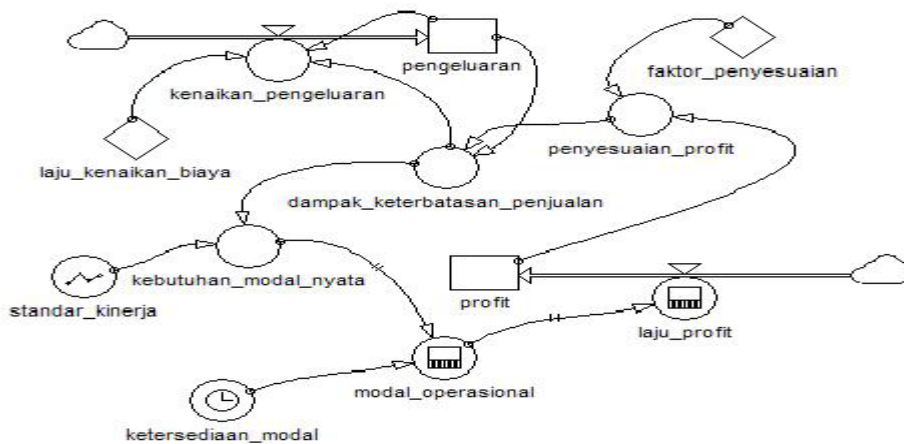 pengeluaran
faktor_penyesuaian
kenaikan_pengeluaran
penyesuaian_profit
laju_kenaikan_biaya
dampak_keterbatasan_penjualan
kebutuhan_modal_nyata
standar_kinerja
profit
laju_profit
modal_operasional
ketersediaan_modal